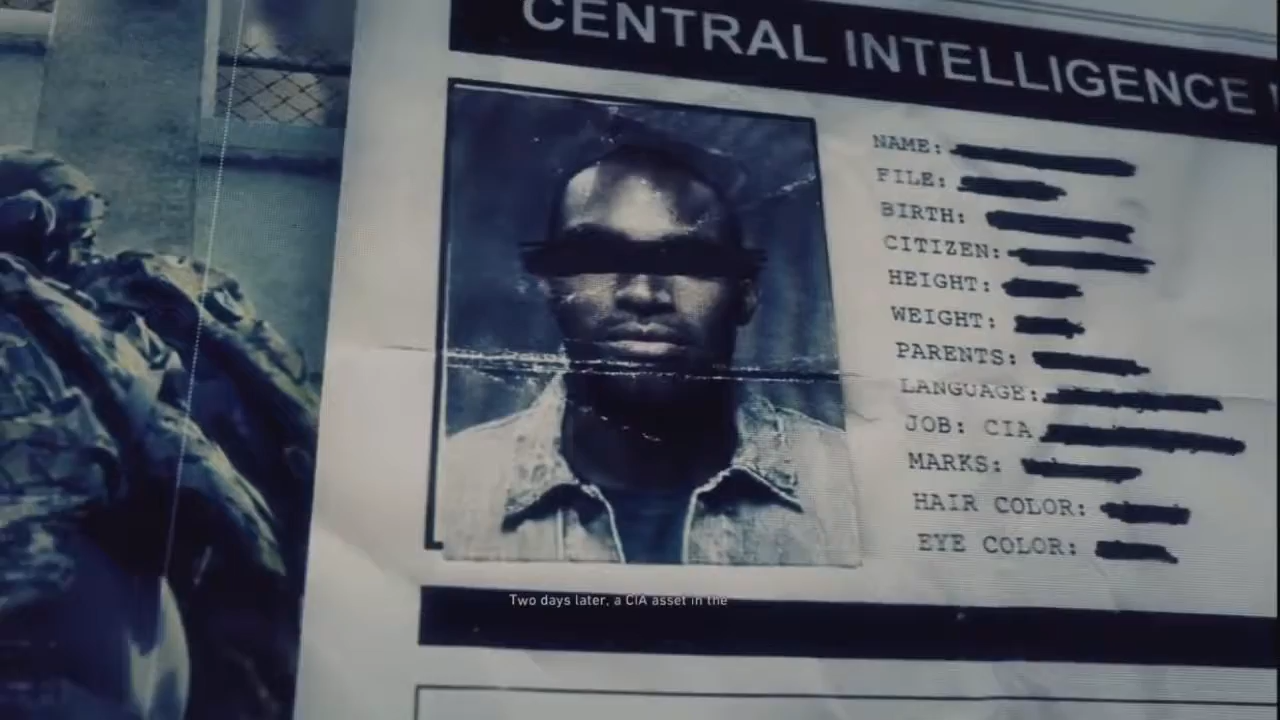 CENTRAL INTELLIGENCE
NAME:
FILE:
BIRTH:
CITIZEN:
HEIGHT:
WEIGHT:
PARENTS:
LANGUAGE:
JOB: CIA
MARKS:
HAIR COLOR:
EYE COLOR:
Two days later, a CIA asset in the